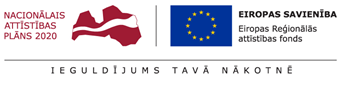 NACIONĀLAIS
ATTĪSTĪBAS
PLĀNS 2020
EIROPAS SAVIENĪBA
Eiropas Reģionālās
attīstības fonds
IEGULDĪJUMS TAVĀ NĀKOTNĒ